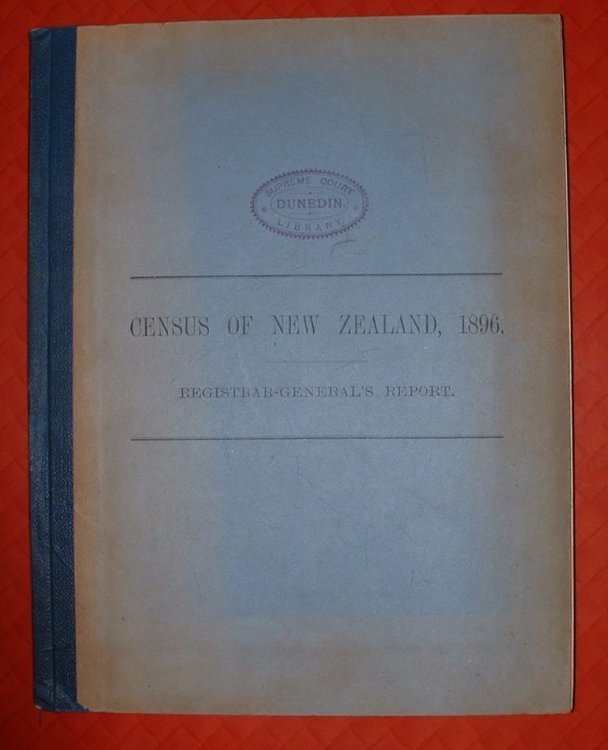 SUPREME COURT
DUNEDIN.
LIBRARY
CENSUS OF NEW ZEALAND, 1896.
REGISTRAR-GENERAL'S REPORT.